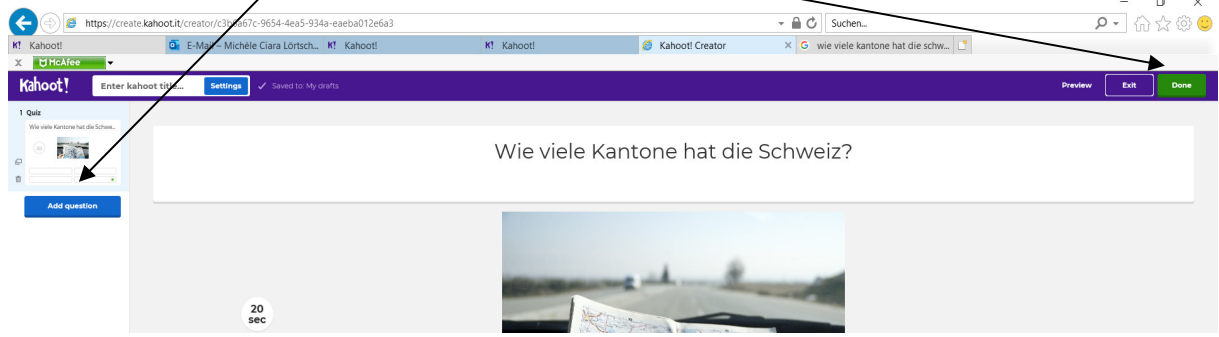 https://create.kahoot.it/creator/c3b6a67c-9654-4ea5-934a-eaeba012e6a3
Suchen...
K! Kahoot!
E-Mail – Michèle Ciara Lörtsch...
K! Kahoot!
K! Kahoot!
Kahoot! Creator
wie viele kantone hat die schw...
McAfee
Kahoot!
Enter kahoot title...
Settings
Saved to: My drafts
Preview
Exit
Done
1 Quiz
Wie viele Kantone hat die Schwe...
Add question
Wie viele Kantone hat die Schweiz?
20
sec